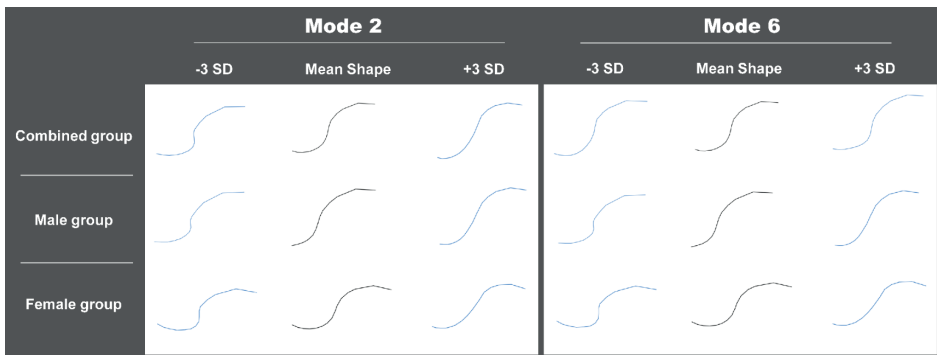 Mode 2
Mode 6
-3 SD
Mean Shape
+3 SD
-3 SD
Mean Shape
+3 SD
Combined group
Male group
Female group